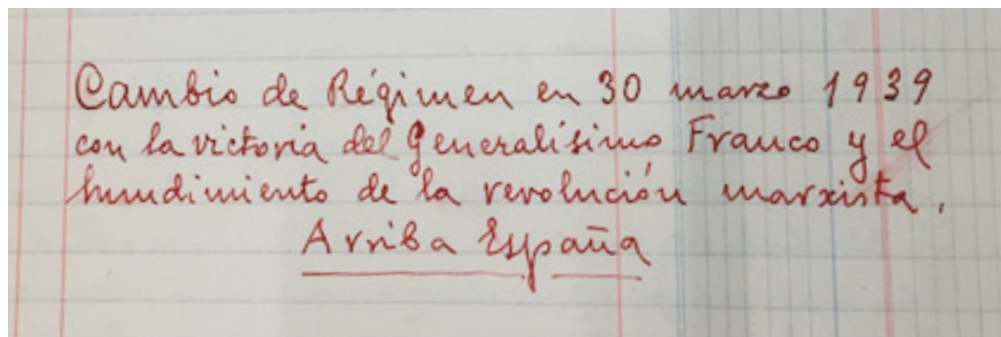 Cambio de Régimen en 30 marzo 1939
con la victoria del Generalísimo Franco y el
hundimiento de la revolución marxista.
Arriba España